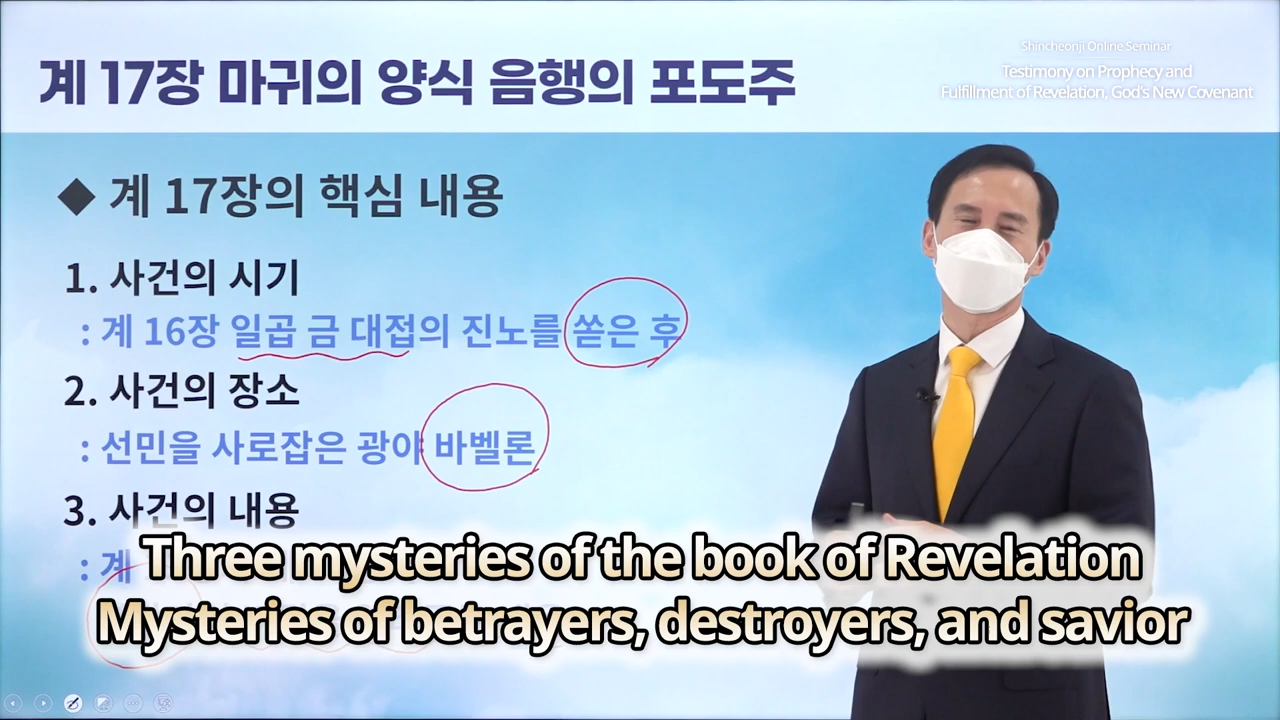 Shincheonji Online Seminar
Testimony on Prophecy and
Fulfillment of Revelation, God's New Covenant
계 17장 마귀의 양식 음행의 포도주
◆ 계 17장의 핵심 내용
1. 사건의 시기
: 계 16장 일곱 금 대접의 진노를 쏟은 후
2. 사건의 장소
: 선민을 사로잡은 광야 바벨론
3. 사건의 내용
: 계
Three mysteries of the book of Revelation
Mysteries of betrayers, destroyers, and savior